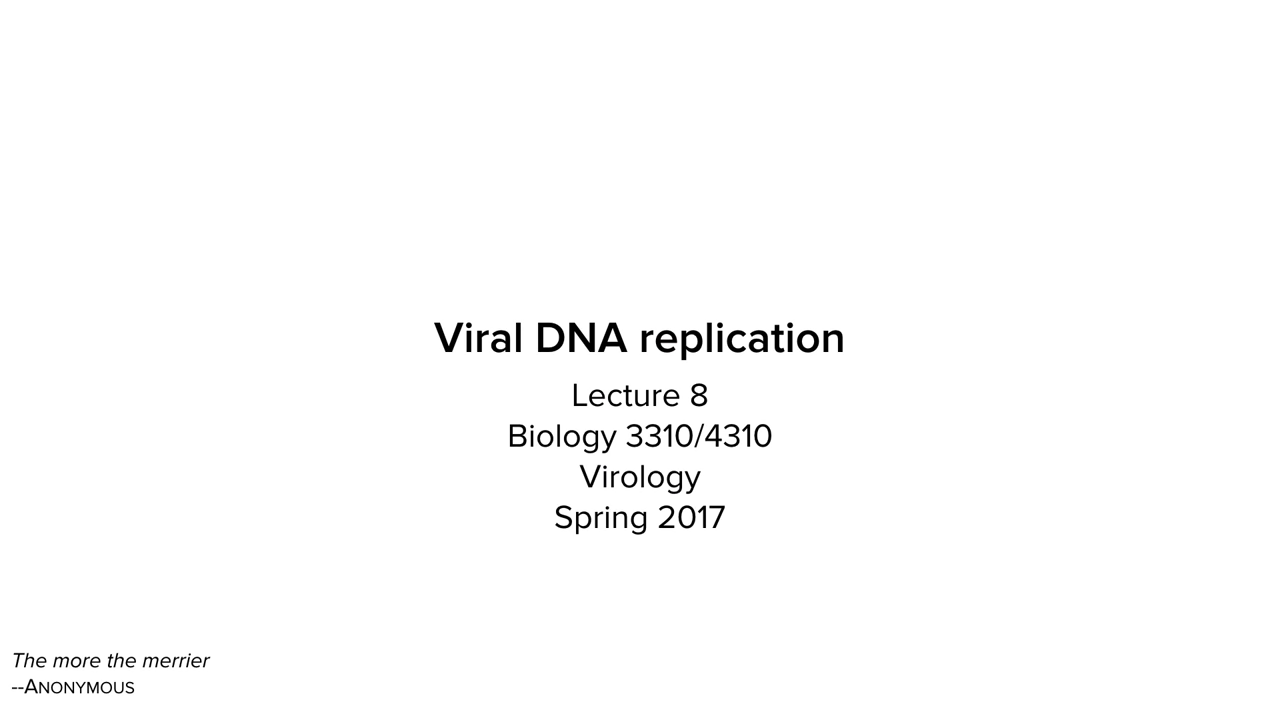 Viral DNA replication
Lecture 8
Biology 3310/4310
Virology
Spring 2017
The more the merrier
--ANONYMOUS